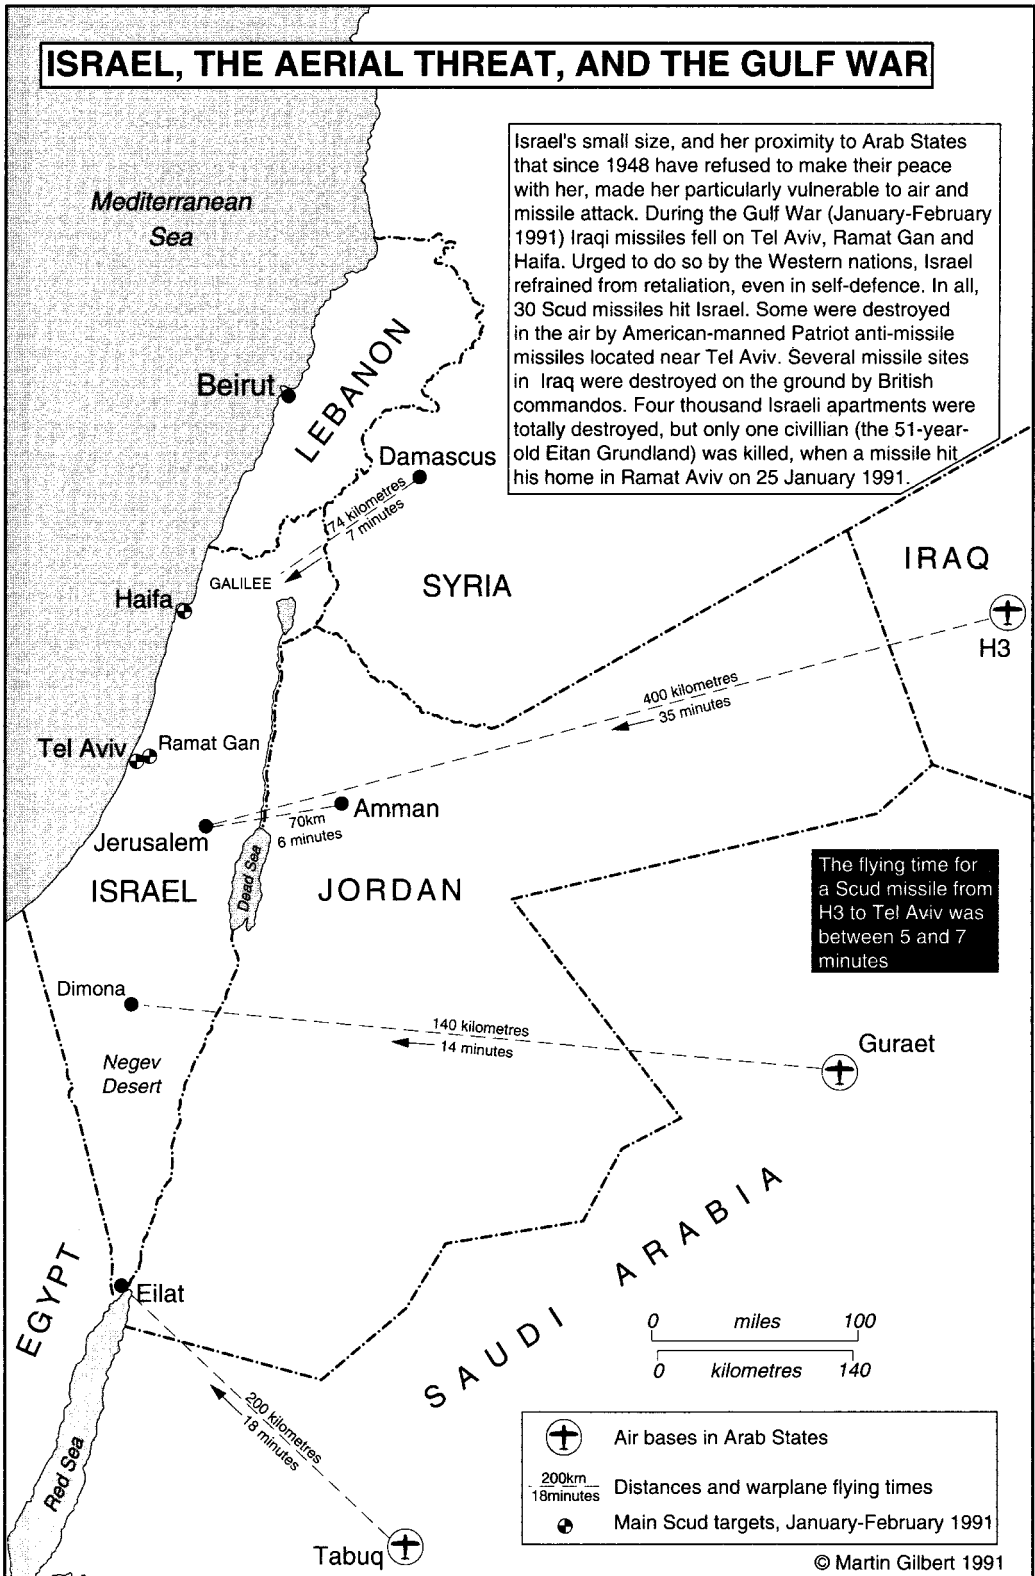 ISRAEL, THE AERIAL THREAT, AND THE GULF WAR
Israel's small size, and her proximity to Arab States
that since 1948 have refused to make their peace
with her, made her particularly vulnerable to air and
missile attack. During the Gulf War (January-February
1991) Iraqi missiles fell on Tel Aviv, Ramat Gan and
Haifa. Urged to do so by the Western nations, Israel
refrained from retaliation, even in self-defence. In all,
30 Scud missiles hit Israel. Some were destroyed
in the air by American-manned Patriot anti-missile
missiles located near Tel Aviv. Several missile sites
in Iraq were destroyed on the ground by British
commandos. Four thousand Israeli apartments were
totally destroyed, but only one civillian (the 51-year-
old Eitan Grundland) was killed, when a missile hit
his home in Ramat Aviv on 25 January 1991.
Mediterranean
Sea
Beirut
LEBANON
Damascus
74 kilometres
7 minutes
GALILEE
SYRIA
IRAQ
Haifa
H3
400 kilometres
35 minutes
Tel Aviv
Ramat Gan
Amman
70km
6 minutes
Jerusalem
Dead Sea
ISRAEL
JORDAN
The flying time for
a Scud missile from
H3 to Tel Aviv was
between 5 and 7
minutes
Dimona
140 kilometres
14 minutes
Guraet
Negev
Desert
SAUDI ARABIA
EGYPT
Eilat
0 miles 100
0 kilometres 140
200 kilometres
18 minutes
Red Sea
Tabuq
Air bases in Arab States
200km
18minutes
Distances and warplane flying times
Main Scud targets, January-February 1991
© Martin Gilbert 1991